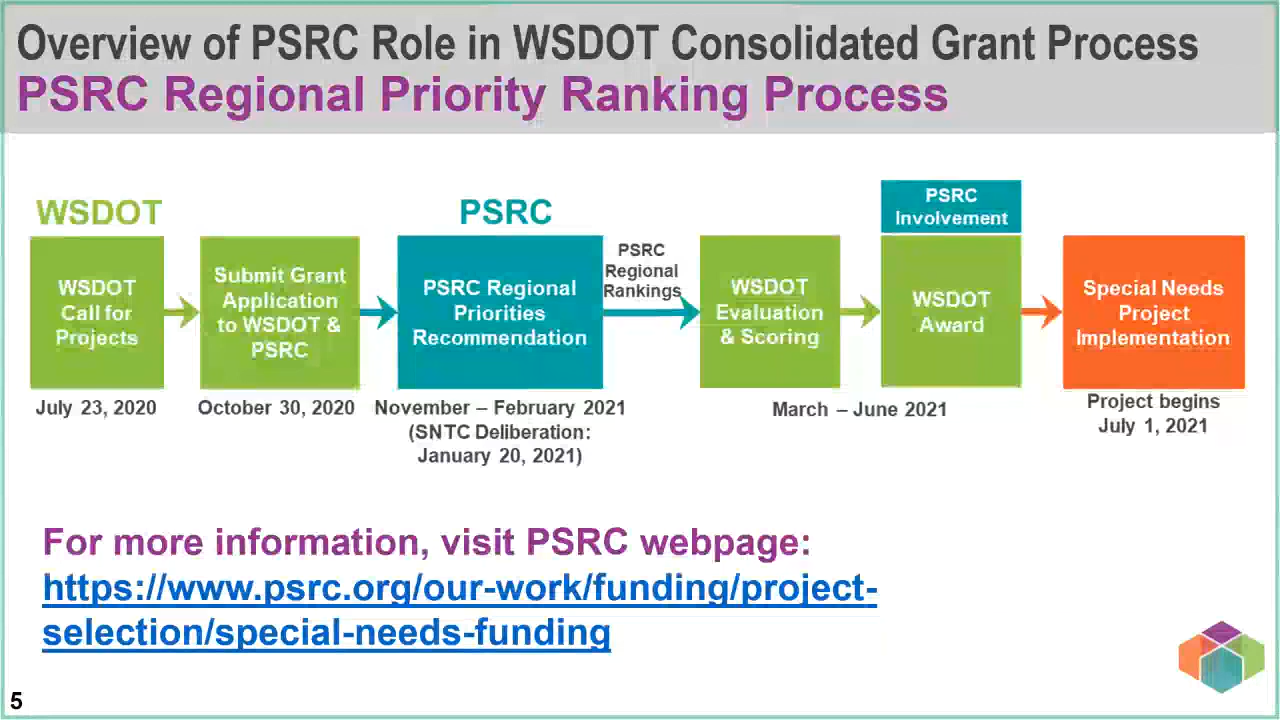 Overview of PSRC Role in WSDOT Consolidated Grant Process
PSRC Regional Priority Ranking Process
WSDOT
WSDOT
Call for
Projects
July 23, 2020
Submit Grant
Application
to WSDOT &
PSRC
October 30, 2020
PSRC
PSRC Regional
Priorities
Recommendation
November – February 2021
(SNTC Deliberation:
January 20, 2021)
PSRC
Regional
Rankings
WSDOT
Evaluation
& Scoring
PSRC
Involvement
WSDOT
Award
March – June 2021
Special Needs
Project
Implementation
Project begins
July 1, 2021
For more information, visit PSRC webpage:
https://www.psrc.org/our-work/funding/project-
selection/special-needs-funding
5